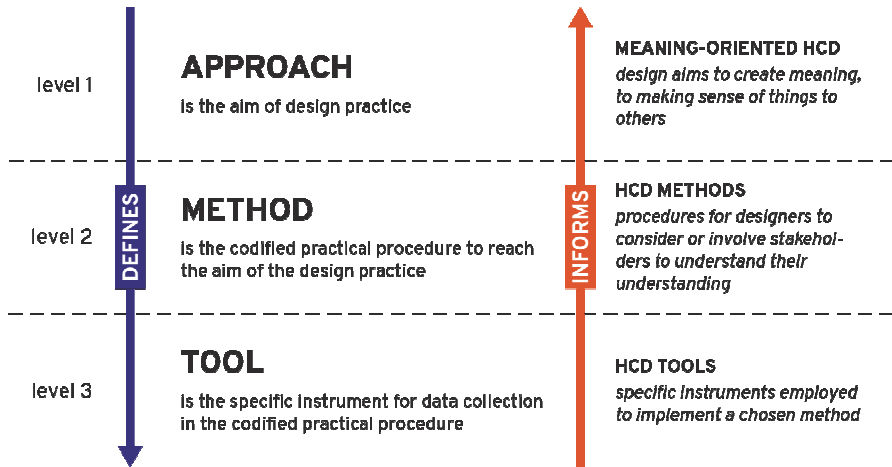 level 1
APPROACH
is the aim of design practice
MEANING-ORIENTED HCD
design aims to create meaning,
to making sense of things to
others
DEFINES
INFORMS
level 2
METHOD
is the codified practical procedure to reach
the aim of the design practice
HCD METHODS
procedures for designers to
consider or involve stakehol-
ders to understand their
understanding
level 3
TOOL
is the specific instrument for data collection
in the codified practical procedure
HCD TOOLS
specific instruments employed
to implement a chosen method